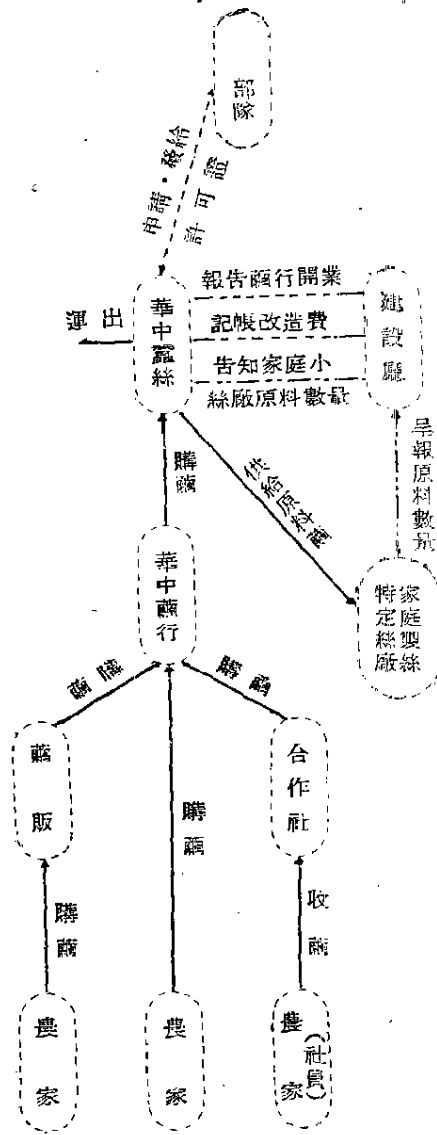 部隊
申請・發給
許可證
運出
華中蠶絲
報告繭行開業
記帳改造費
告知家庭小
絲廠原料數量
建設廳
呈報原料數量
購繭
供給原料繭
華中繭行
家庭製絲
特定絲廠
購繭
購繭
繭販
購繭
合作社
購繭
收繭
農家
農家
農家(社員)